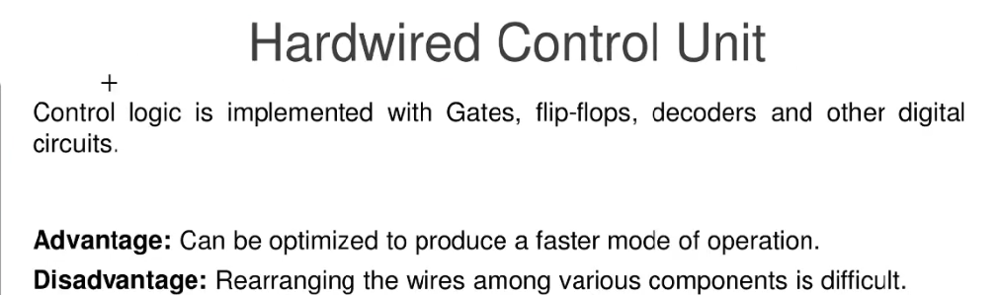 Hardwired Control Unit
Control logic is implemented with Gates, flip-flops, decoders and other digital
circuits.
Advantage: Can be optimized to produce a faster mode of operation.
Disadvantage: Rearranging the wires among various components is difficult.